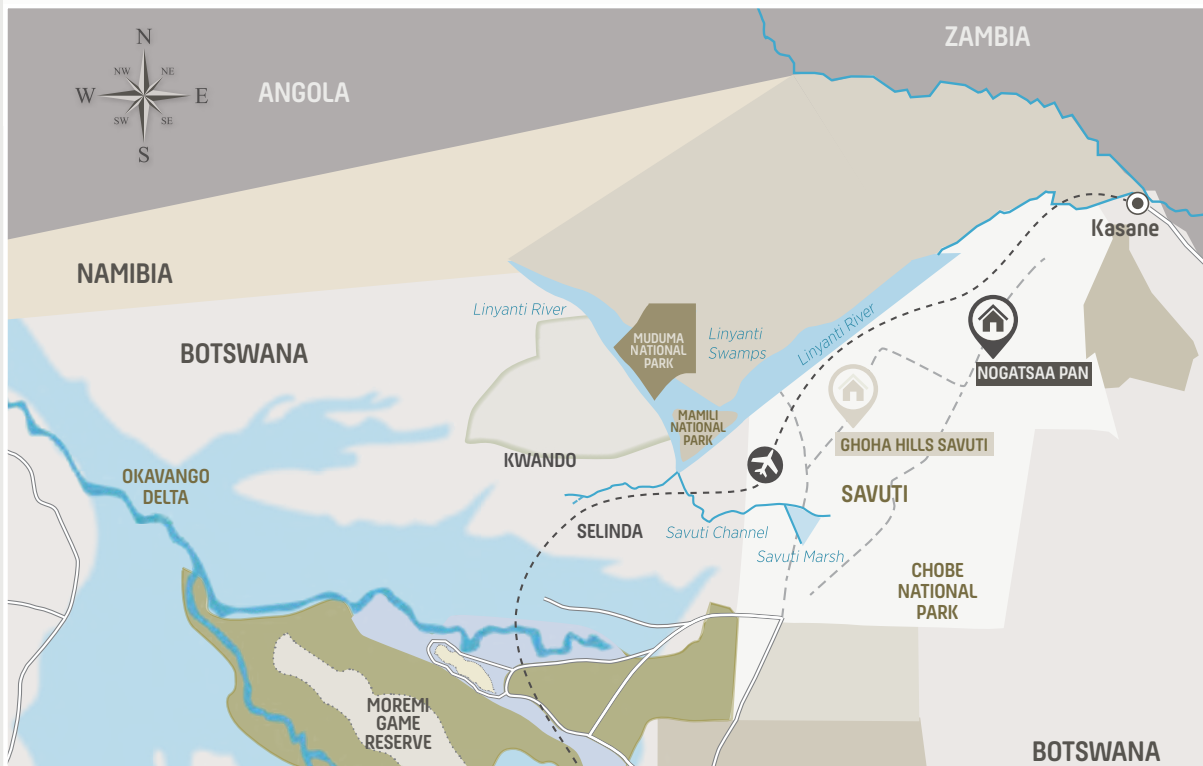 N
NW
NE
W
E
SW
SE
S
ANGOLA
ZAMBIA
Kasane
NAMIBIA
Linyanti River
MUDUMA
NATIONAL
PARK
Linyanti
Swamps
Linyanti River
BOTSWANA
NOGATSAA PAN
MAMILI
NATIONAL
PARK
GHOHA HILLS SAVUTI
KWANDO
OKAVANGO
DELTA
SAVUTI
SELINDA
Savuti Channel
Savuti Marsh
CHOBE
NATIONAL
PARK
MOREMI
GAME
RESERVE
BOTSWANA